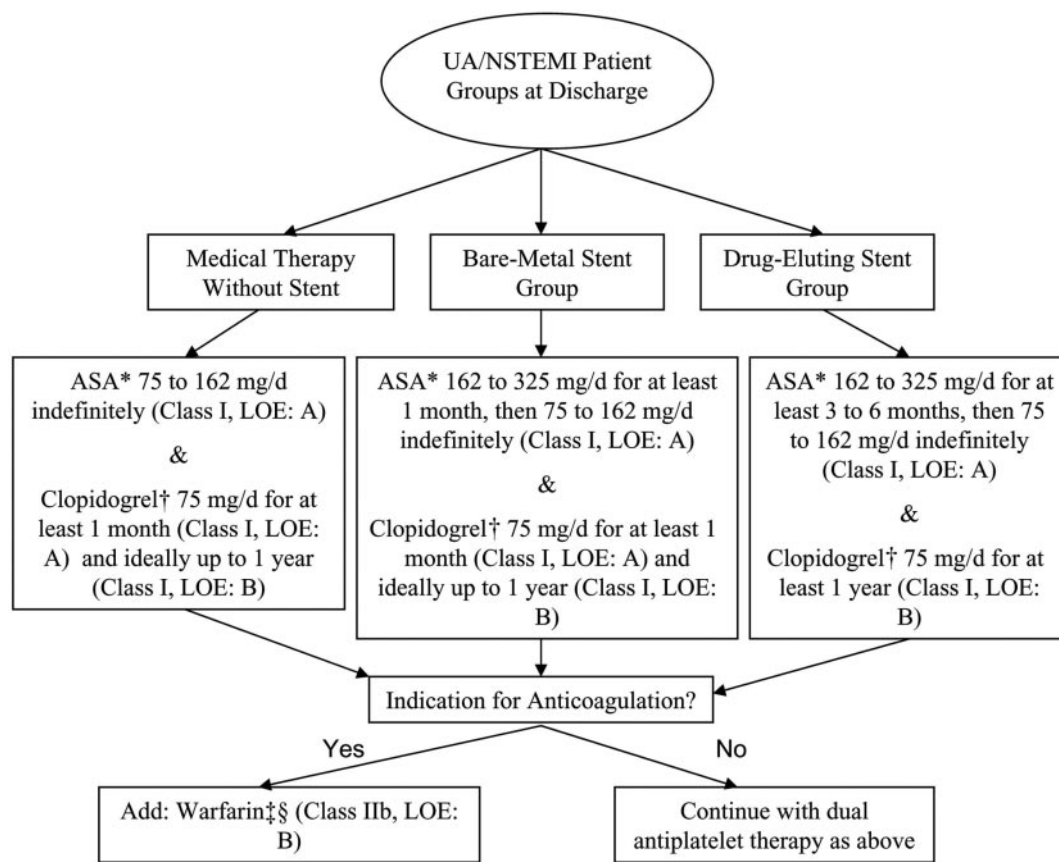 UA/NSTEMI Patient
Groups at Discharge
Medical Therapy
Without Stent
Bare-Metal Stent
Group
Drug-Eluting Stent
Group
ASA* 75 to 162 mg/d
indefinitely (Class I, LOE: A)
&
Clopidogrel† 75 mg/d for at
least 1 month (Class I, LOE:
A) and ideally up to 1 year
(Class I, LOE: B)
ASA* 162 to 325 mg/d for at least
1 month, then 75 to 162 mg/d
indefinitely (Class I, LOE: A)
&
Clopidogrel† 75 mg/d for at least 1
month (Class I, LOE: A) and
ideally up to 1 year (Class I, LOE:
B)
ASA* 162 to 325 mg/d for at
least 3 to 6 months, then 75
to 162 mg/d indefinitely
(Class I, LOE: A)
&
Clopidogrel† 75 mg/d for at
least 1 year (Class I, LOE:
B)
Indication for Anticoagulation?
Yes
No
Add: Warfarin‡§ (Class IIb, LOE:
B)
Continue with dual
antiplatelet therapy as above